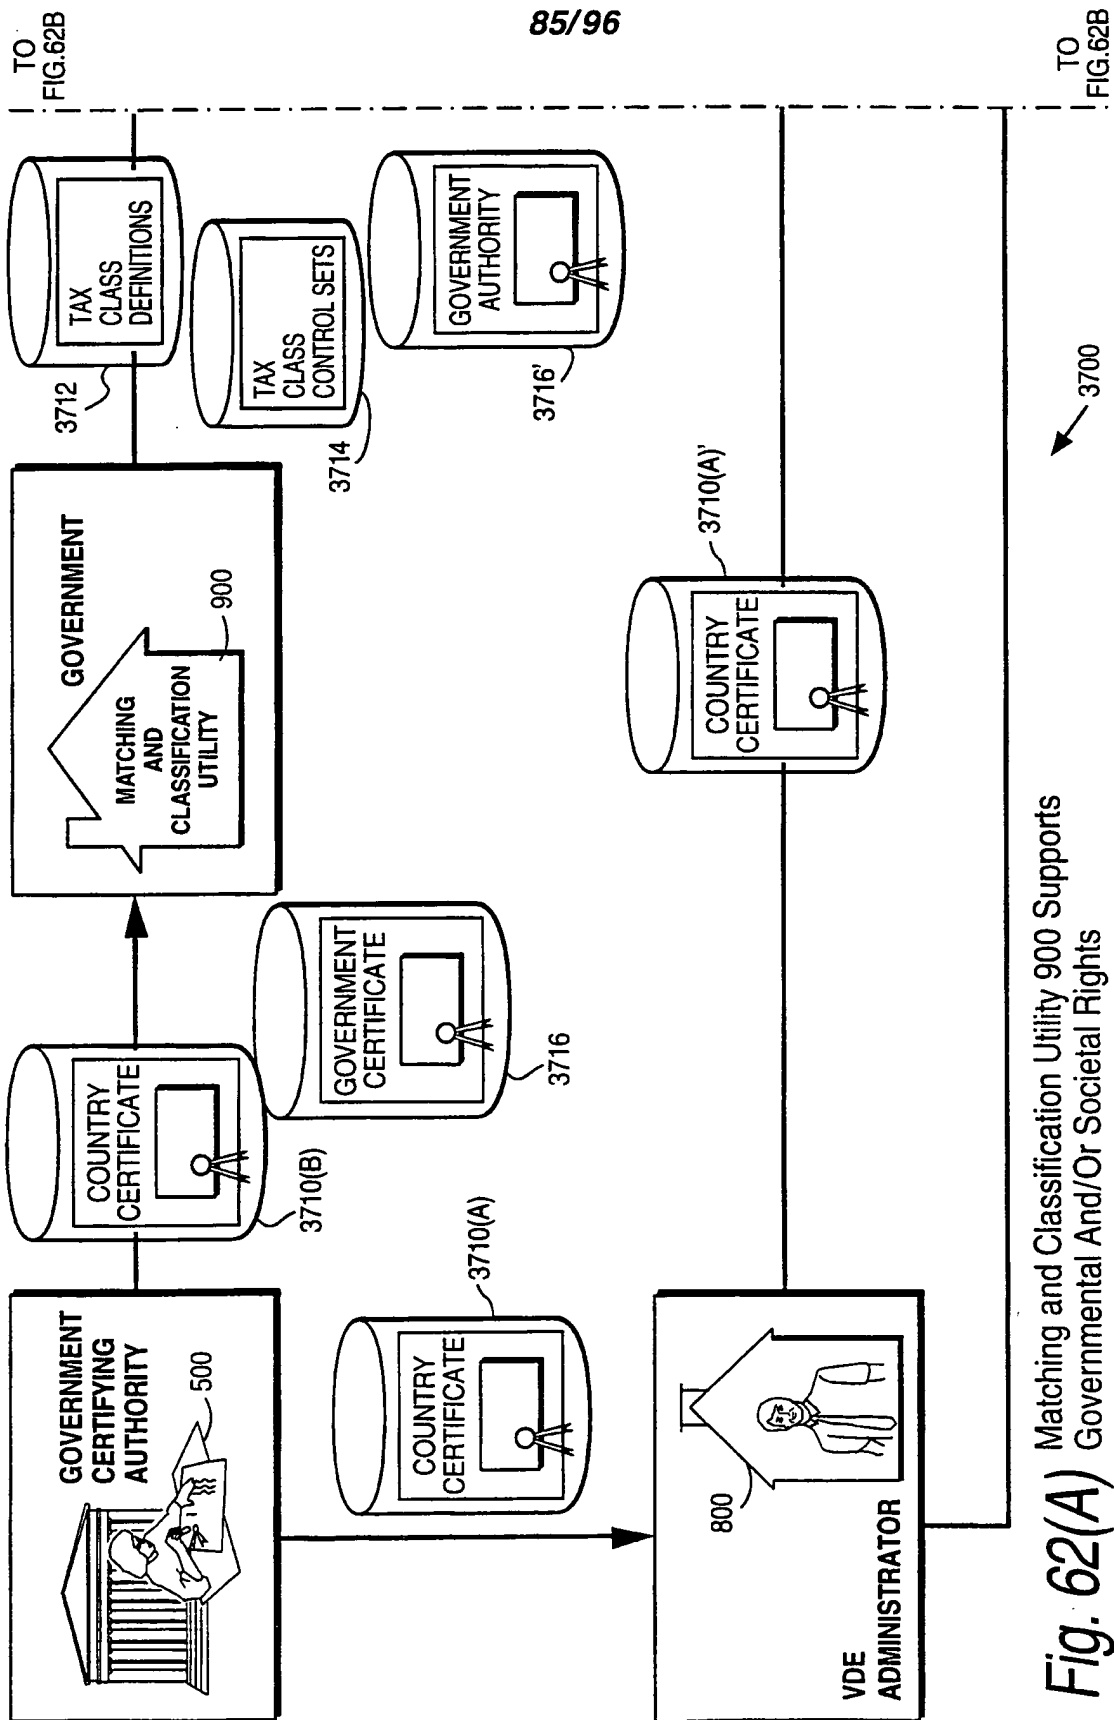 85/96
TO
FIG.62B
GOVERNMENT
CERTIFYING
AUTHORITY
500
COUNTRY
CERTIFICATE
3710(B)
GOVERNMENT
CERTIFICATE
3716
GOVERNMENT
MATCHING
AND
CLASSIFICATION
UTILITY
900
TAX
CLASS
DEFINITIONS
3712
TAX
CLASS
CONTROL SETS
3714
GOVERNMENT
AUTHORITY
3716'
COUNTRY
CERTIFICATE
3710(A)
VDE
ADMINISTRATOR
800
COUNTRY
CERTIFICATE
3710(A)'
3700
TO
FIG.62B
Fig. 62(A) Matching and Classification Utility 900 Supports
Governmental And/Or Societal Rights